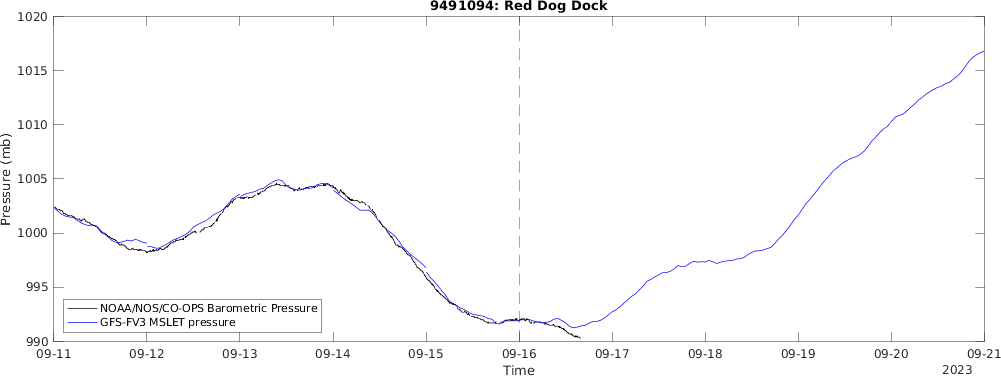 9491094: Red Dog Dock
Pressure (mb)
1020
1015
1010
1005
1000
995
990
NOAA/NOS/CO-OPS Barometric Pressure
GFS-FV3 MSLET pressure
09-11 09-12 09-13 09-14 09-15 09-16 09-17 09-18 09-19 09-20 09-21
Time
2023